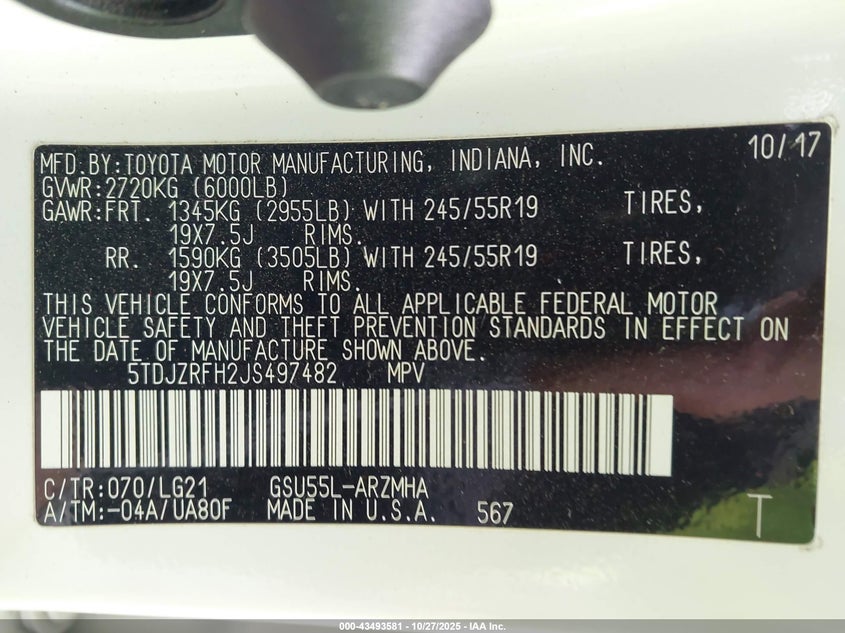 MFD.BY:TOYOTA MOTOR MANUFACTURING, INDIANA, INC. 10/17
GVWR:2720KG (6000LB)
GAWR:FRT. 1345KG (2955LB) WITH 245/55R19 TIRES,
19X7.5J RIMS.
RR. 1590KG (3505LB) WITH 245/55R19 TIRES,
19X7.5J RIMS.
THIS VEHICLE CONFORMS TO ALL APPLICABLE FEDERAL MOTOR
VEHICLE SAFETY AND THEFT PREVENTION STANDARDS IN EFFECT ON
THE DATE OF MANUFACTURE SHOWN ABOVE.
5TDJZRFH2JS497482 MPV
C/TR:070/LG21 GSU55L-ARZMHA
A/TM:-04A/UA80F MADE IN U.S.A. 567 T
000-43493581 | 10/27/2025 - IAA Inc.